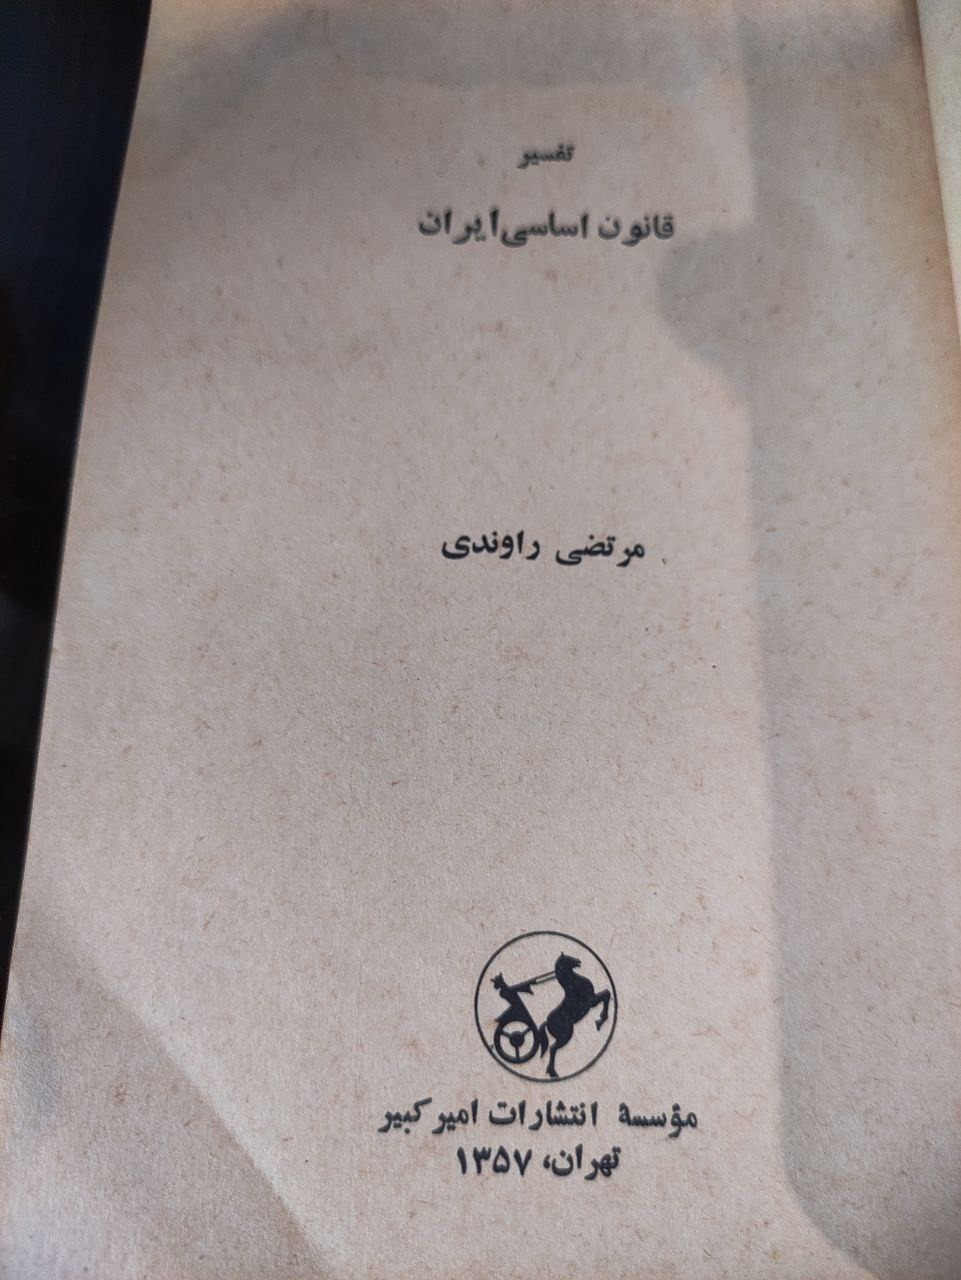 تفسیر
قانون اساسی ایران
مرتضی راوندی
مؤسسهٔ انتشارات امیرکبیر
تهران، ۱۳۵۷